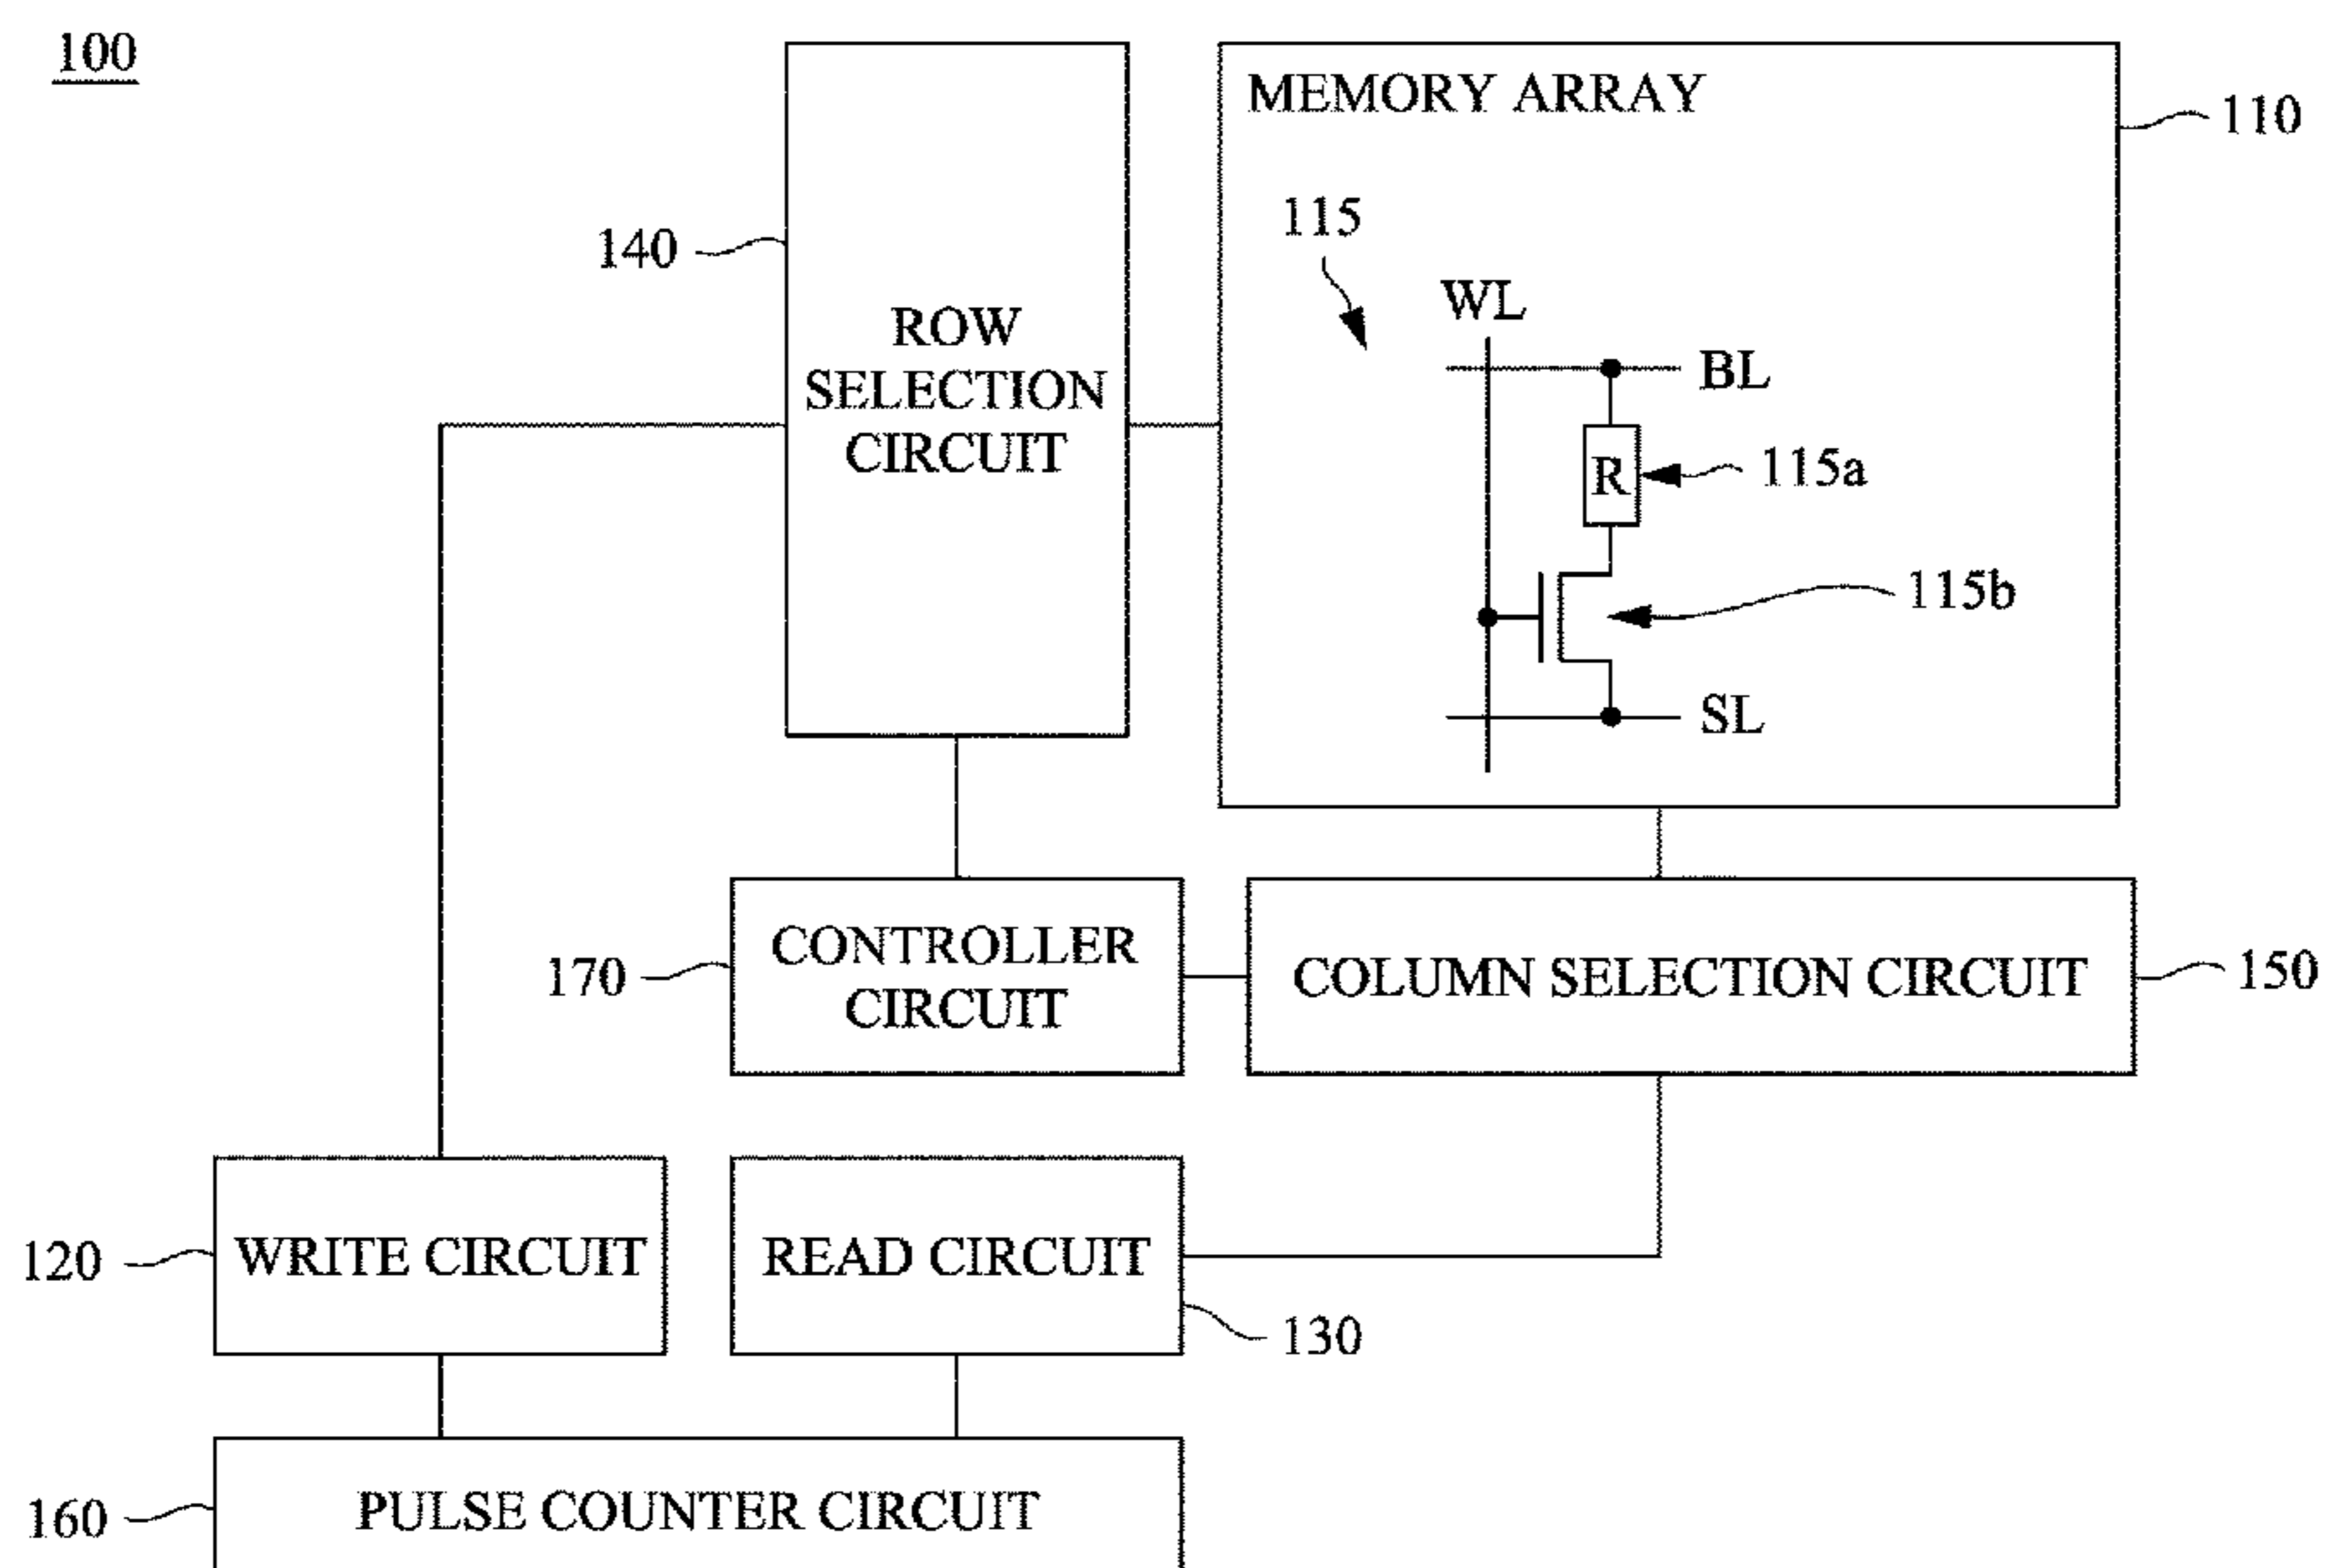 100
MEMORY ARRAY
110
115
140
WL
ROW
SELECTION
CIRCUIT
BL
R
115a
115b
SL
170
CONTROLLER
CIRCUIT
COLUMN SELECTION CIRCUIT
150
120
WRITE CIRCUIT
READ CIRCUIT
130
160
PULSE COUNTER CIRCUIT